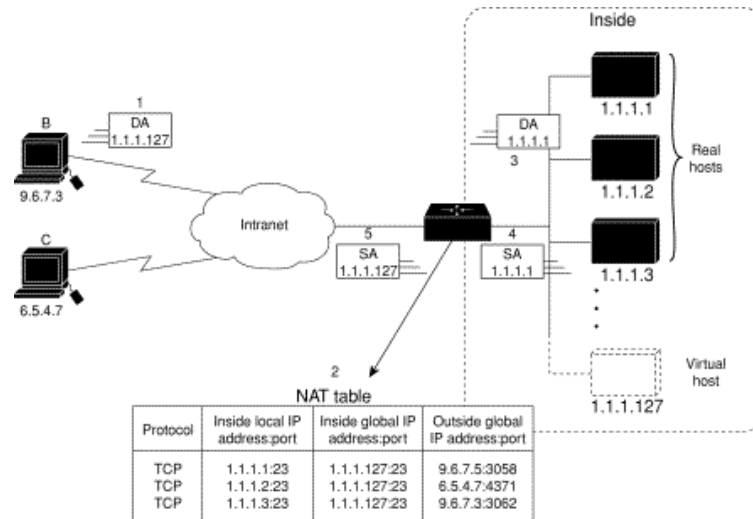 Inside
1
B
DA
1.1.1.127
9.6.7.3
DA
1.1.1.1
3
1.1.1.1
Real
hosts
1.1.1.2
Intranet
5
SA
1.1.1.127
4
SA
1.1.1.1
C
6.5.4.7
1.1.1.3
Virtual
host
1.1.1.127
2
NAT table
Protocol
Inside local IP
address:port
Inside global IP
address:port
Outside global
IP address:port
TCP 1.1.1.1:23 1.1.1.127:23 9.6.7.5:3058
TCP 1.1.1.2:23 1.1.1.127:23 6.5.4.7:4371
TCP 1.1.1.3:23 1.1.1.127:23 9.6.7.3:3062